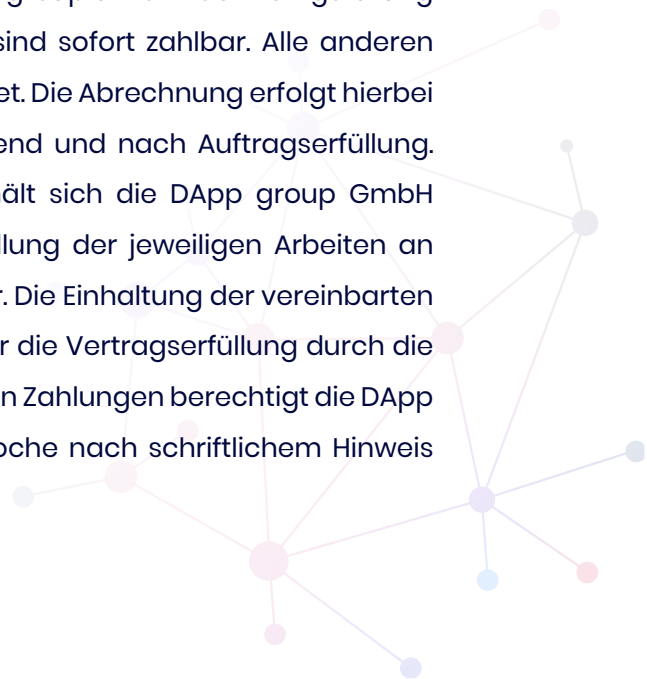 sind sofort zahlbar. Alle anderen
et. Die Abrechnung erfolgt hierbei
end und nach Auftragserfüllung.
ält sich die DApp group GmbH
llung der jeweiligen Arbeiten an
r. Die Einhaltung der vereinbarten
r die Vertragserfüllung durch die
n Zahlungen berechtigt die DApp
oche nach schriftlichem Hinweis